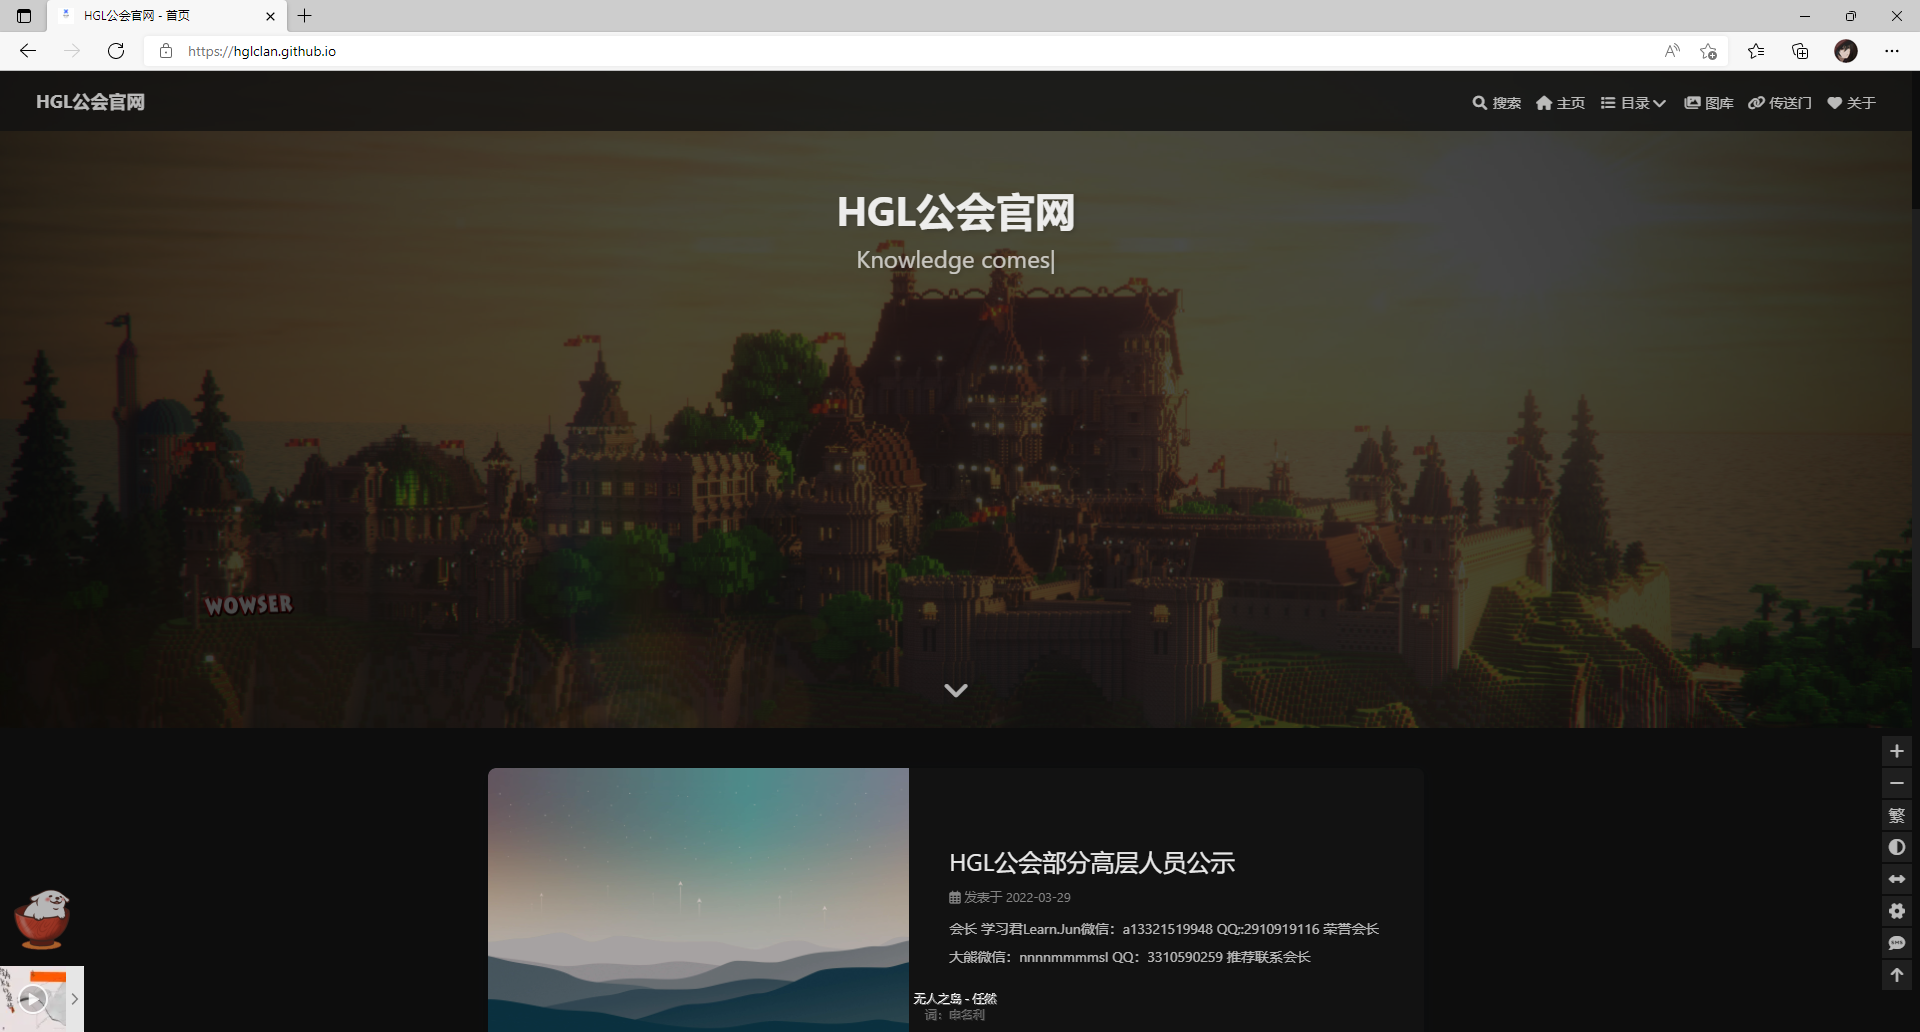 HGL公会官网 - 首页
https://hglclan.github.io
HGL公会官网
搜索 主页 目录 图库 传送门 关于
HGL公会官网
Knowledge comes|
WOWSER
繁
HGL公会部分高层人员公示
发表于 2022-03-29
会长 学习君Learn.Jun微信：a13321519948 QQ:2910919116 荣誉会长
大龤微信：nnnnmmmmsl QQ：3310590259 推荐联系会长
SMS
无人之岛 - 任然
词：申名利